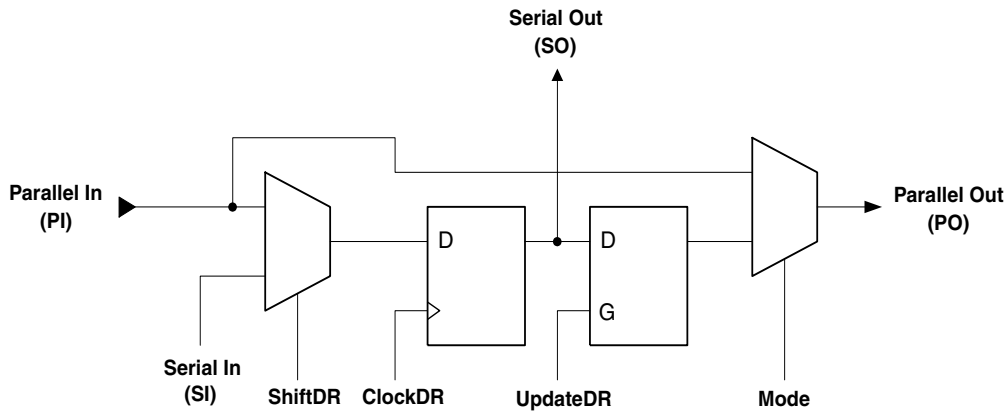 Serial Out
(SO)
Parallel In
(PI)
Parallel Out
(PO)
D
D
G
Serial In
(SI)
ShiftDR
ClockDR
UpdateDR
Mode